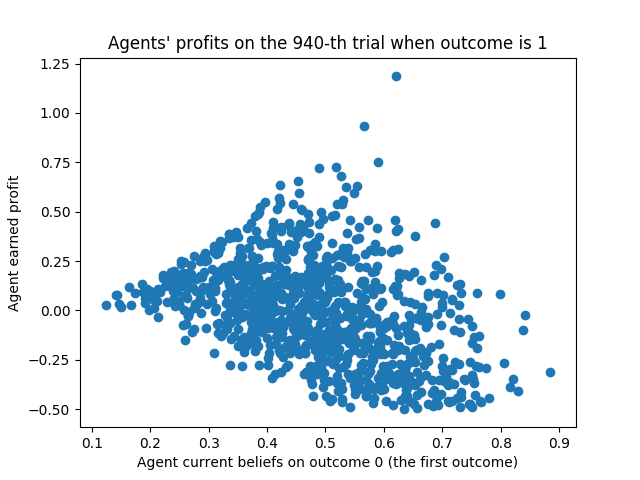 Agents' profits on the 940-th trial when outcome is 1
1.25
1.00
0.75
0.50
0.25
0.00
−0.25
−0.50
Agent earned profit
0.1 0.2 0.3 0.4 0.5 0.6 0.7 0.8 0.9
Agent current beliefs on outcome 0 (the first outcome)